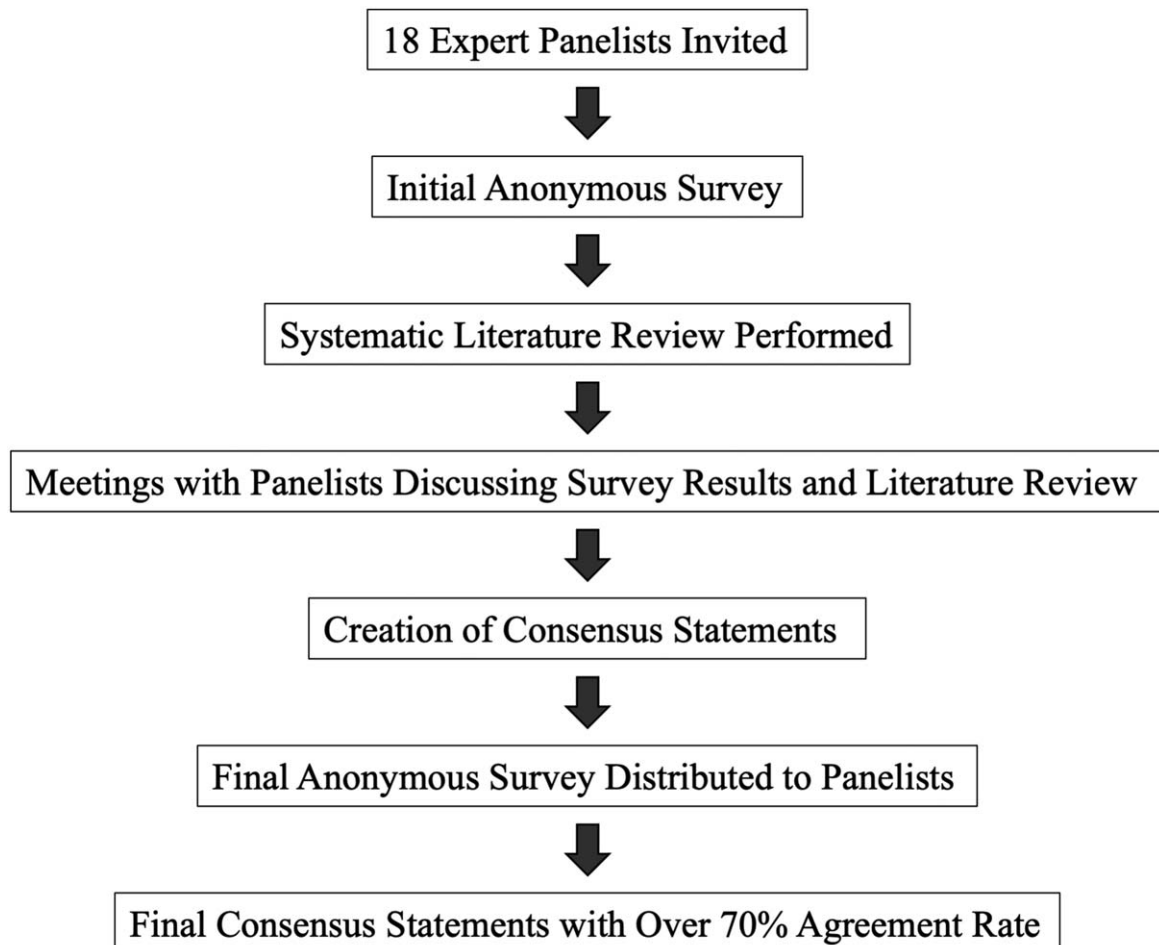 18 Expert Panelists Invited
Initial Anonymous Survey
Systematic Literature Review Performed
Meetings with Panelists Discussing Survey Results and Literature Review
Creation of Consensus Statements
Final Anonymous Survey Distributed to Panelists
Final Consensus Statements with Over 70% Agreement Rate